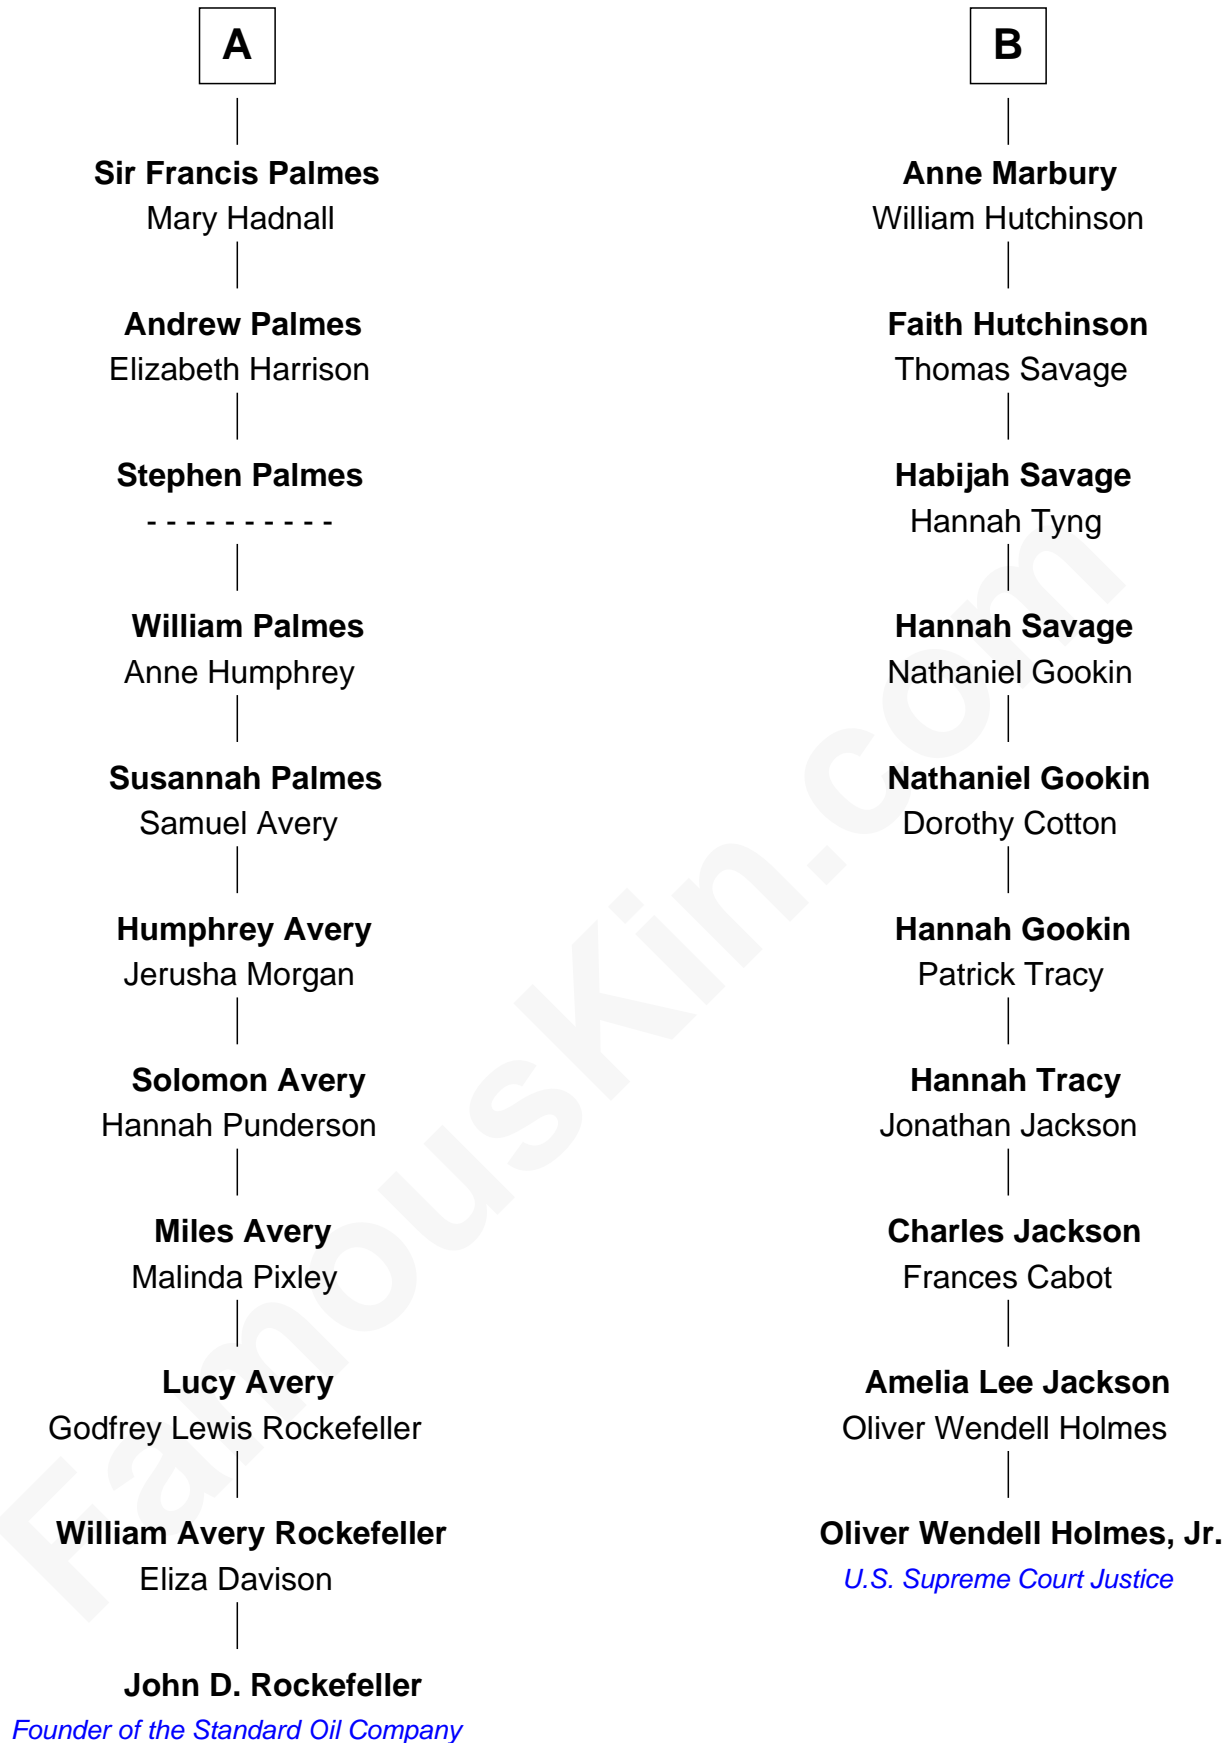 A
Sir Francis Palmes
Mary Hadnall
Andrew Palmes
Elizabeth Harrison
Stephen Palmes
- - - - - - - - - -
William Palmes
Anne Humphrey
Susannah Palmes
Samuel Avery
Humphrey Avery
Jerusha Morgan
Solomon Avery
Hannah Punderson
Miles Avery
Malinda Pixley
Lucy Avery
Godfrey Lewis Rockefeller
William Avery Rockefeller
Eliza Davison
John D. Rockefeller
Founder of the Standard Oil Company
B
Anne Marbury
William Hutchinson
Faith Hutchinson
Thomas Savage
Habijah Savage
Hannah Tyng
Hannah Savage
Nathaniel Gookin
Nathaniel Gookin
Dorothy Cotton
Hannah Gookin
Patrick Tracy
Hannah Tracy
Jonathan Jackson
Charles Jackson
Frances Cabot
Amelia Lee Jackson
Oliver Wendell Holmes
Oliver Wendell Holmes, Jr.
U.S. Supreme Court Justice
FamousKin.com